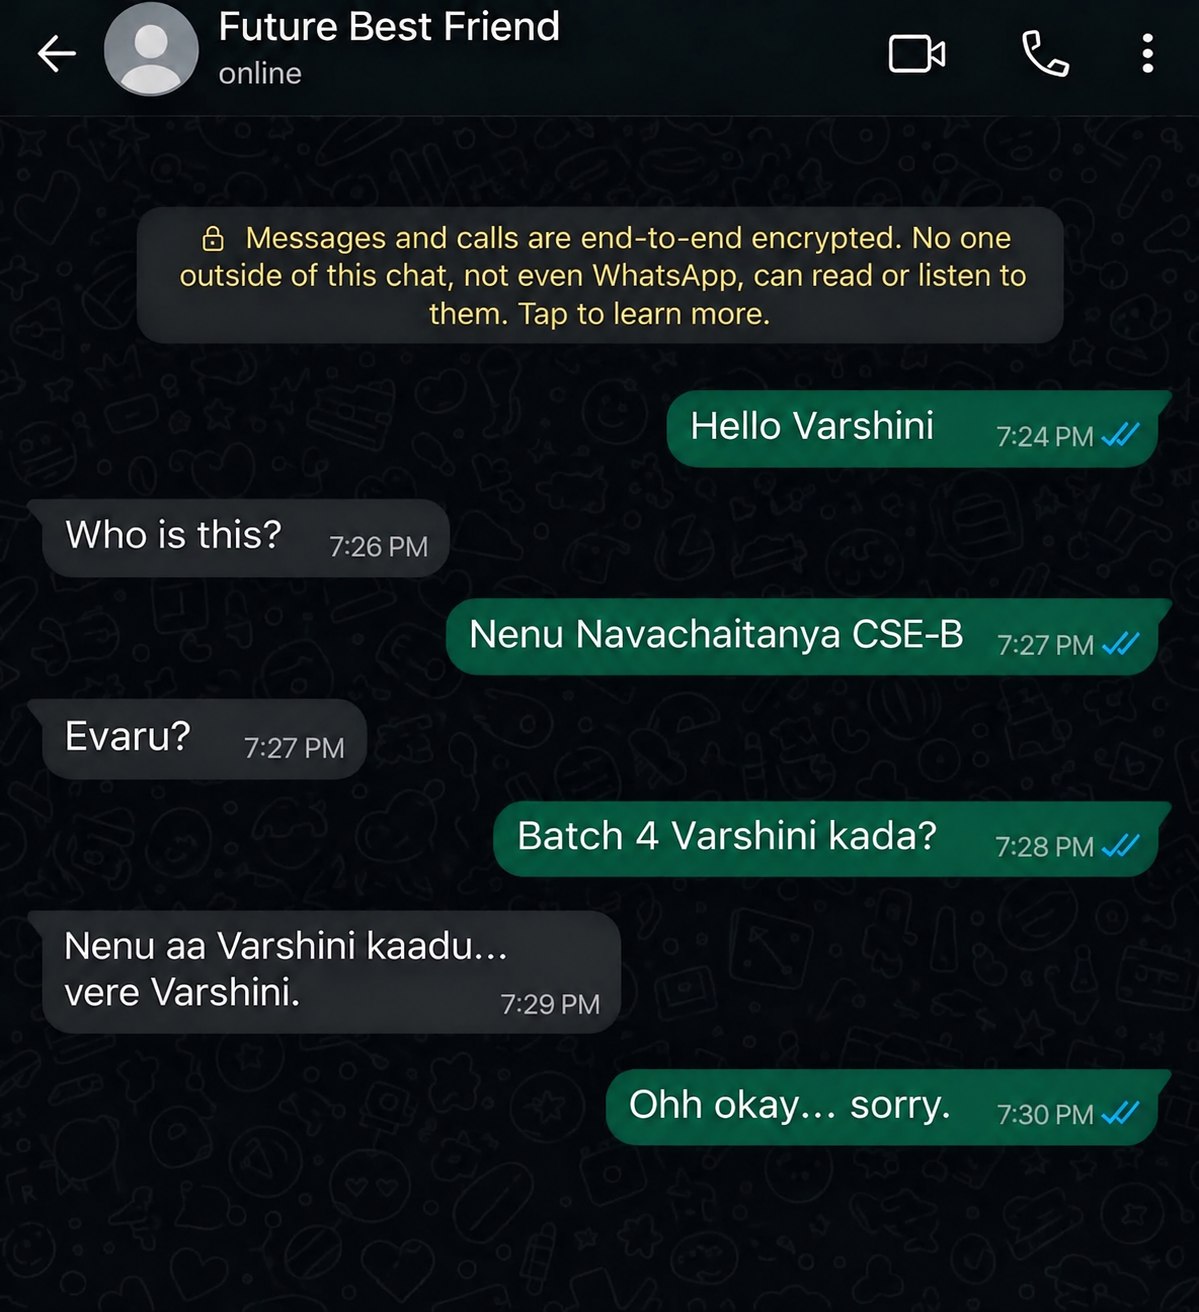 Future Best Friend
online
Messages and calls are end-to-end encrypted. No one
outside of this chat, not even WhatsApp, can read or listen to
them. Tap to learn more.
Hello Varshini 7:24 PM
Who is this? 7:26 PM
Nenu Navachaitanya CSE-B 7:27 PM
Evaru? 7:27 PM
Batch 4 Varshini kada? 7:28 PM
Nenu aa Varshini kaadu...
vere Varshini. 7:29 PM
Ohh okay... sorry. 7:30 PM